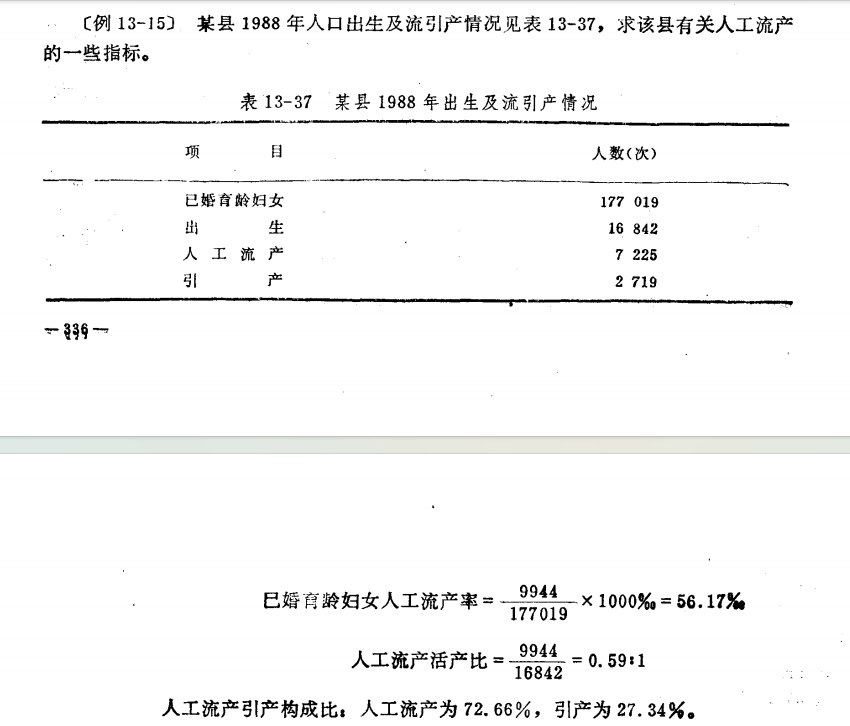 〔例 13-15〕 某县 1988 年人口出生及流引产情况见表 13-37，求该县有关人工流产
的一些指标。
表 13-37 某县 1988 年出生及流引产情况
项 目 人数(次)
已婚育龄妇女 177 019
出 生 16 842
人 工 流 产 7 225
引 产 2 719
— 336 —
已婚育龄妇女人工流产率 = 9944/177019 × 1000‰ = 56.17‰
人工流产活产比 = 9944/16842 = 0.59:1
人工流产引产构成比：人工流产为 72.66%，引产为 27.34%。